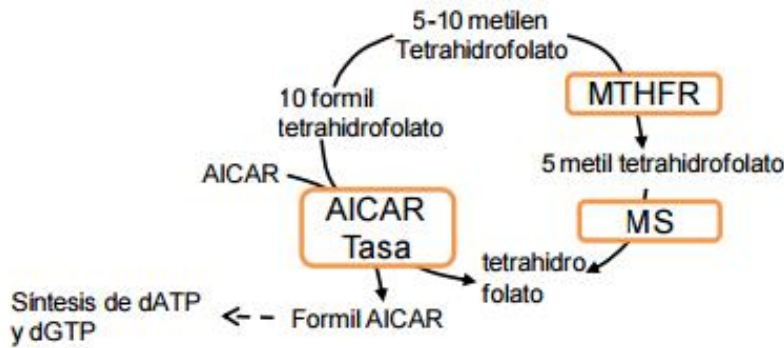 5-10 metilen
Tetrahidrofolato
MTHFR
10 formil
tetrahidrofolato
5 metil tetrahidrofolato
AICAR
AICAR
Tasa
MS
tetrahidro
folato
Síntesis de dATP
y dGTP
Formil AICAR